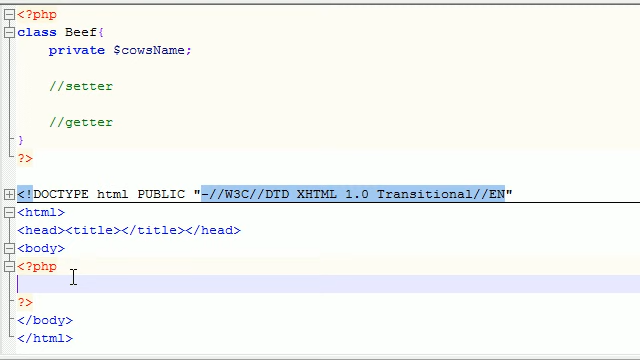 <?php
class Beef{
private $cowsName;
//setter
//getter
}
?>
<!DOCTYPE html PUBLIC "-//W3C//DTD XHTML 1.0 Transitional//EN"
<html>
<head><title></title></head>
<body>
<?php
?>
</body>
</html>